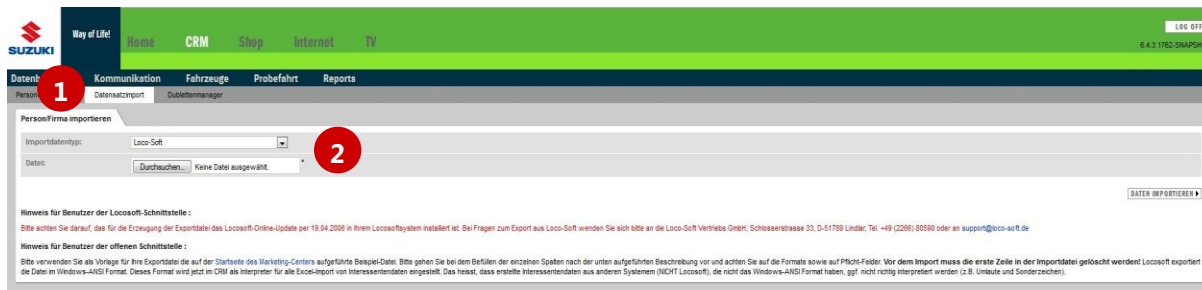 SUZUKI
Way of Life!
Home CRM Shop Internet TV
LOG OFF
6.4.3.1762-SNAPSH
Datenb Kommunikation Fahrzeuge Probefahrt Reports
Person Datensatzimport Dublettenmanager
1
Person/Firma importieren
Importdatentyp: Loco-Soft
2
Datei: Durchsuchen... Keine Datei ausgewählt. *
DATEN IMPORTIEREN
Hinweis für Benutzer der Locosoft-Schnittstelle :
Bitte achten Sie darauf, das für die Erzeugung der Exportdatei das Locosoft-Online-Update per 19.04.2006 in Ihrem Locosoftsystem installiert ist. Bei Fragen zum Export aus Loco-Soft wenden Sie sich bitte an die Loco-Soft Vertriebs GmbH, Schlosserstrasse 33, D-51789 Lindlar, Tel. +49 (2266) 80590 oder an support@loco-soft.de
Hinweis für Benutzer der offenen Schnittstelle :
Bitte verwenden Sie als Vorlage für Ihre Exportdatei die auf der Startseite des Marketing-Centers aufgeführte Beispiel-Datei. Bitte gehen Sie bei dem Befüllen der einzelnen Spalten nach der unten aufgeführten Beschreibung vor und achten Sie auf die Formate sowie auf Pflicht-Felder. Vor dem Import muss die erste Zeile in der Importdatei gelöscht werden! Locosoft exportiert
die Datei im Windows-ANSI Format. Dieses Format wird jetzt im CRM als Interpreter für alle Excel-Import von Interessentendaten eingestellt. Das heisst, dass erstellte Interessentendaten aus anderen Systemen (NICHT Locosoft), die nicht das Windows-ANSI Format haben, ggf. nicht richtig interpretiert werden (z.B. Umlaute und Sonderzeichen).